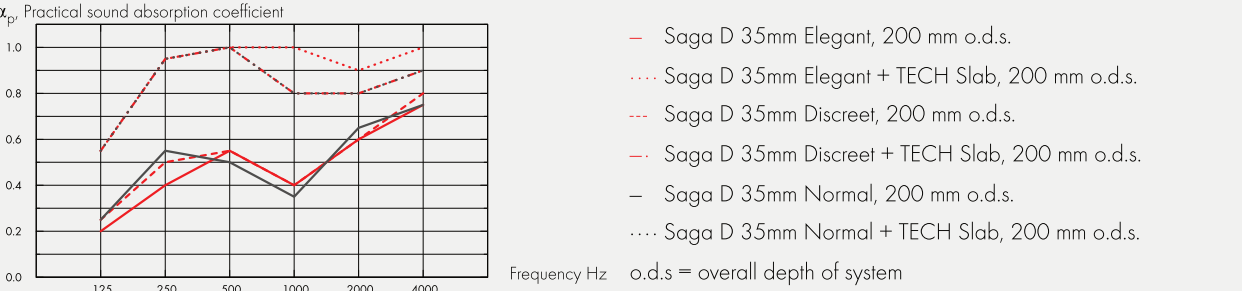 αp, Practical sound absorption coefficient
1.0
0.8
0.6
0.4
0.2
0.0
125 250 500 1000 2000 4000
Frequency Hz
Saga D 35mm Elegant, 200 mm o.d.s.
Saga D 35mm Elegant + TECH Slab, 200 mm o.d.s.
Saga D 35mm Discreet, 200 mm o.d.s.
Saga D 35mm Discreet + TECH Slab, 200 mm o.d.s.
Saga D 35mm Normal, 200 mm o.d.s.
Saga D 35mm Normal + TECH Slab, 200 mm o.d.s.
o.d.s = overall depth of system